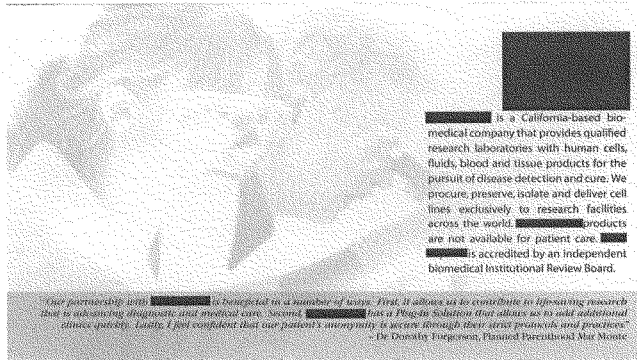 is a California-based bio-
medical company that provides qualified
research laboratories with human cells,
fluids, blood and tissue products for the
pursuit of disease detection and cure. We
procure, preserve, isolate and deliver cell
lines exclusively to research facilities
across the world. products
are not available for patient care.
is accredited by an independent
biomedical Institutional Review Board.
"Our partnership with is beneficial in a number of ways. First, it allows us to contribute to life-saving research
that is advancing diagnostic and medical care. Second, has a Plug-In Solution that allows us to add additional
clinics quickly. Lastly, I feel confident that our patient's anonymity is secure through their strict protocols and practices"
– Dr Dorothy Furgerson, Planned Parenthood Mar Monte